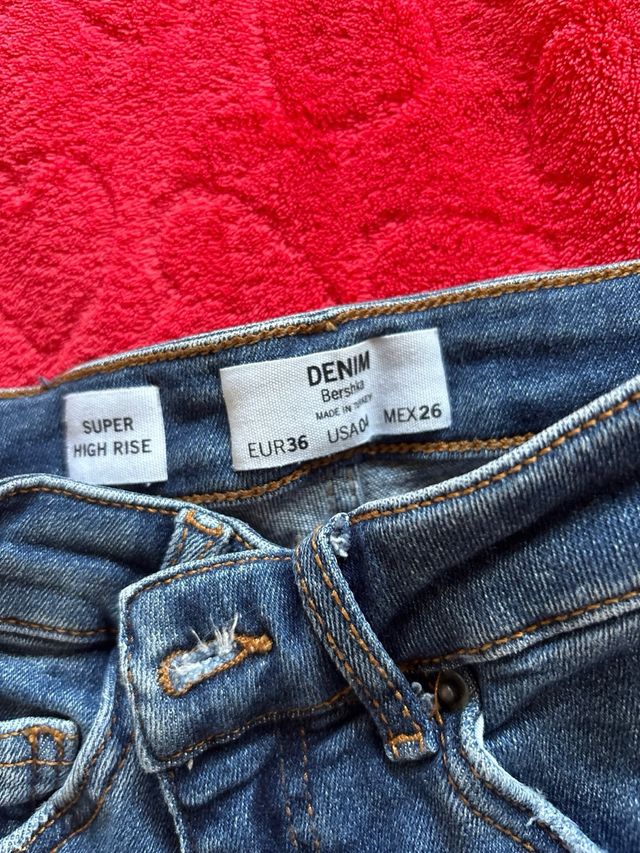 SUPER
HIGH RISE
DENIM
Bershka
MADE IN TURKEY
EUR36 USA04 MEX26